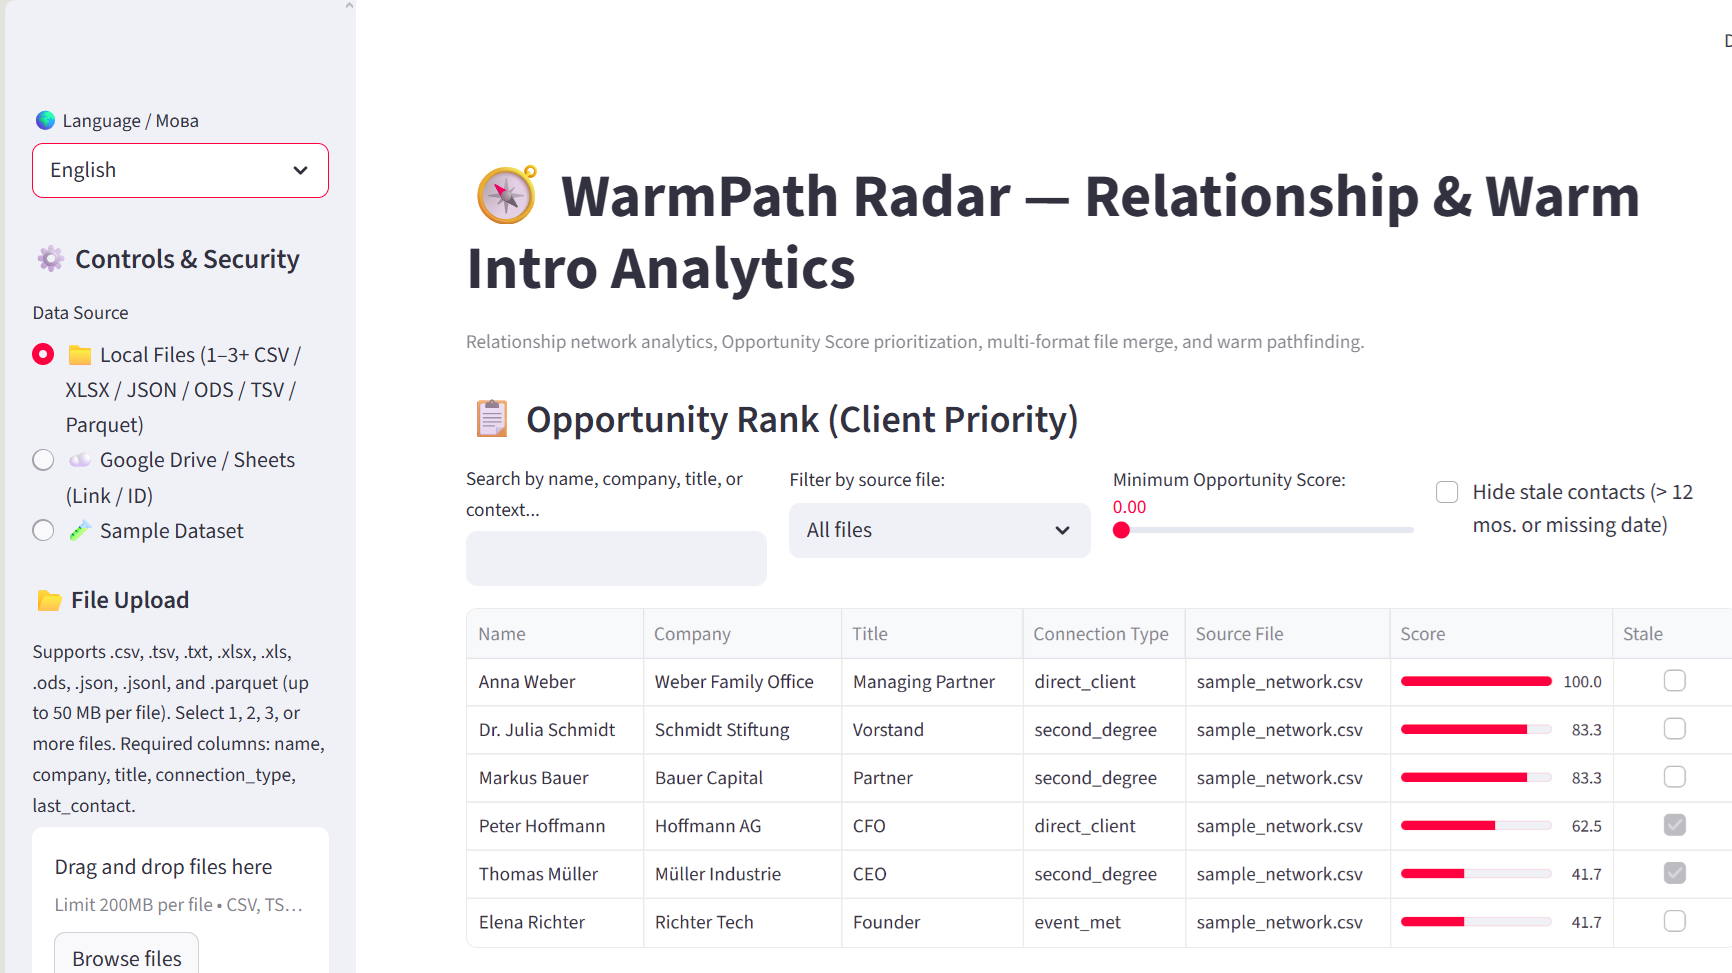 Language / Мова
English
Controls & Security
Data Source
Local Files (1–3+ CSV /
XLSX / JSON / ODS / TSV /
Parquet)
Google Drive / Sheets
(Link / ID)
Sample Dataset
File Upload
Supports .csv, .tsv, .txt, .xlsx, .xls,
.ods, .json, .jsonl, and .parquet (up
to 50 MB per file). Select 1, 2, 3, or
more files. Required columns: name,
company, title, connection_type,
last_contact.
Drag and drop files here
Limit 200MB per file • CSV, TS...
Browse files
WarmPath Radar — Relationship & Warm
Intro Analytics
Relationship network analytics, Opportunity Score prioritization, multi-format file merge, and warm pathfinding.
Opportunity Rank (Client Priority)
Search by name, company, title, or
context...
Filter by source file:
All files
Minimum Opportunity Score:
0.00
Hide stale contacts (> 12
mos. or missing date)
Name Company Title Connection Type Source File Score Stale
Anna Weber Weber Family Office Managing Partner direct_client sample_network.csv 100.0
Dr. Julia Schmidt Schmidt Stiftung Vorstand second_degree sample_network.csv 83.3
Markus Bauer Bauer Capital Partner second_degree sample_network.csv 83.3
Peter Hoffmann Hoffmann AG CFO direct_client sample_network.csv 62.5
Thomas Müller Müller Industrie CEO second_degree sample_network.csv 41.7
Elena Richter Richter Tech Founder event_met sample_network.csv 41.7